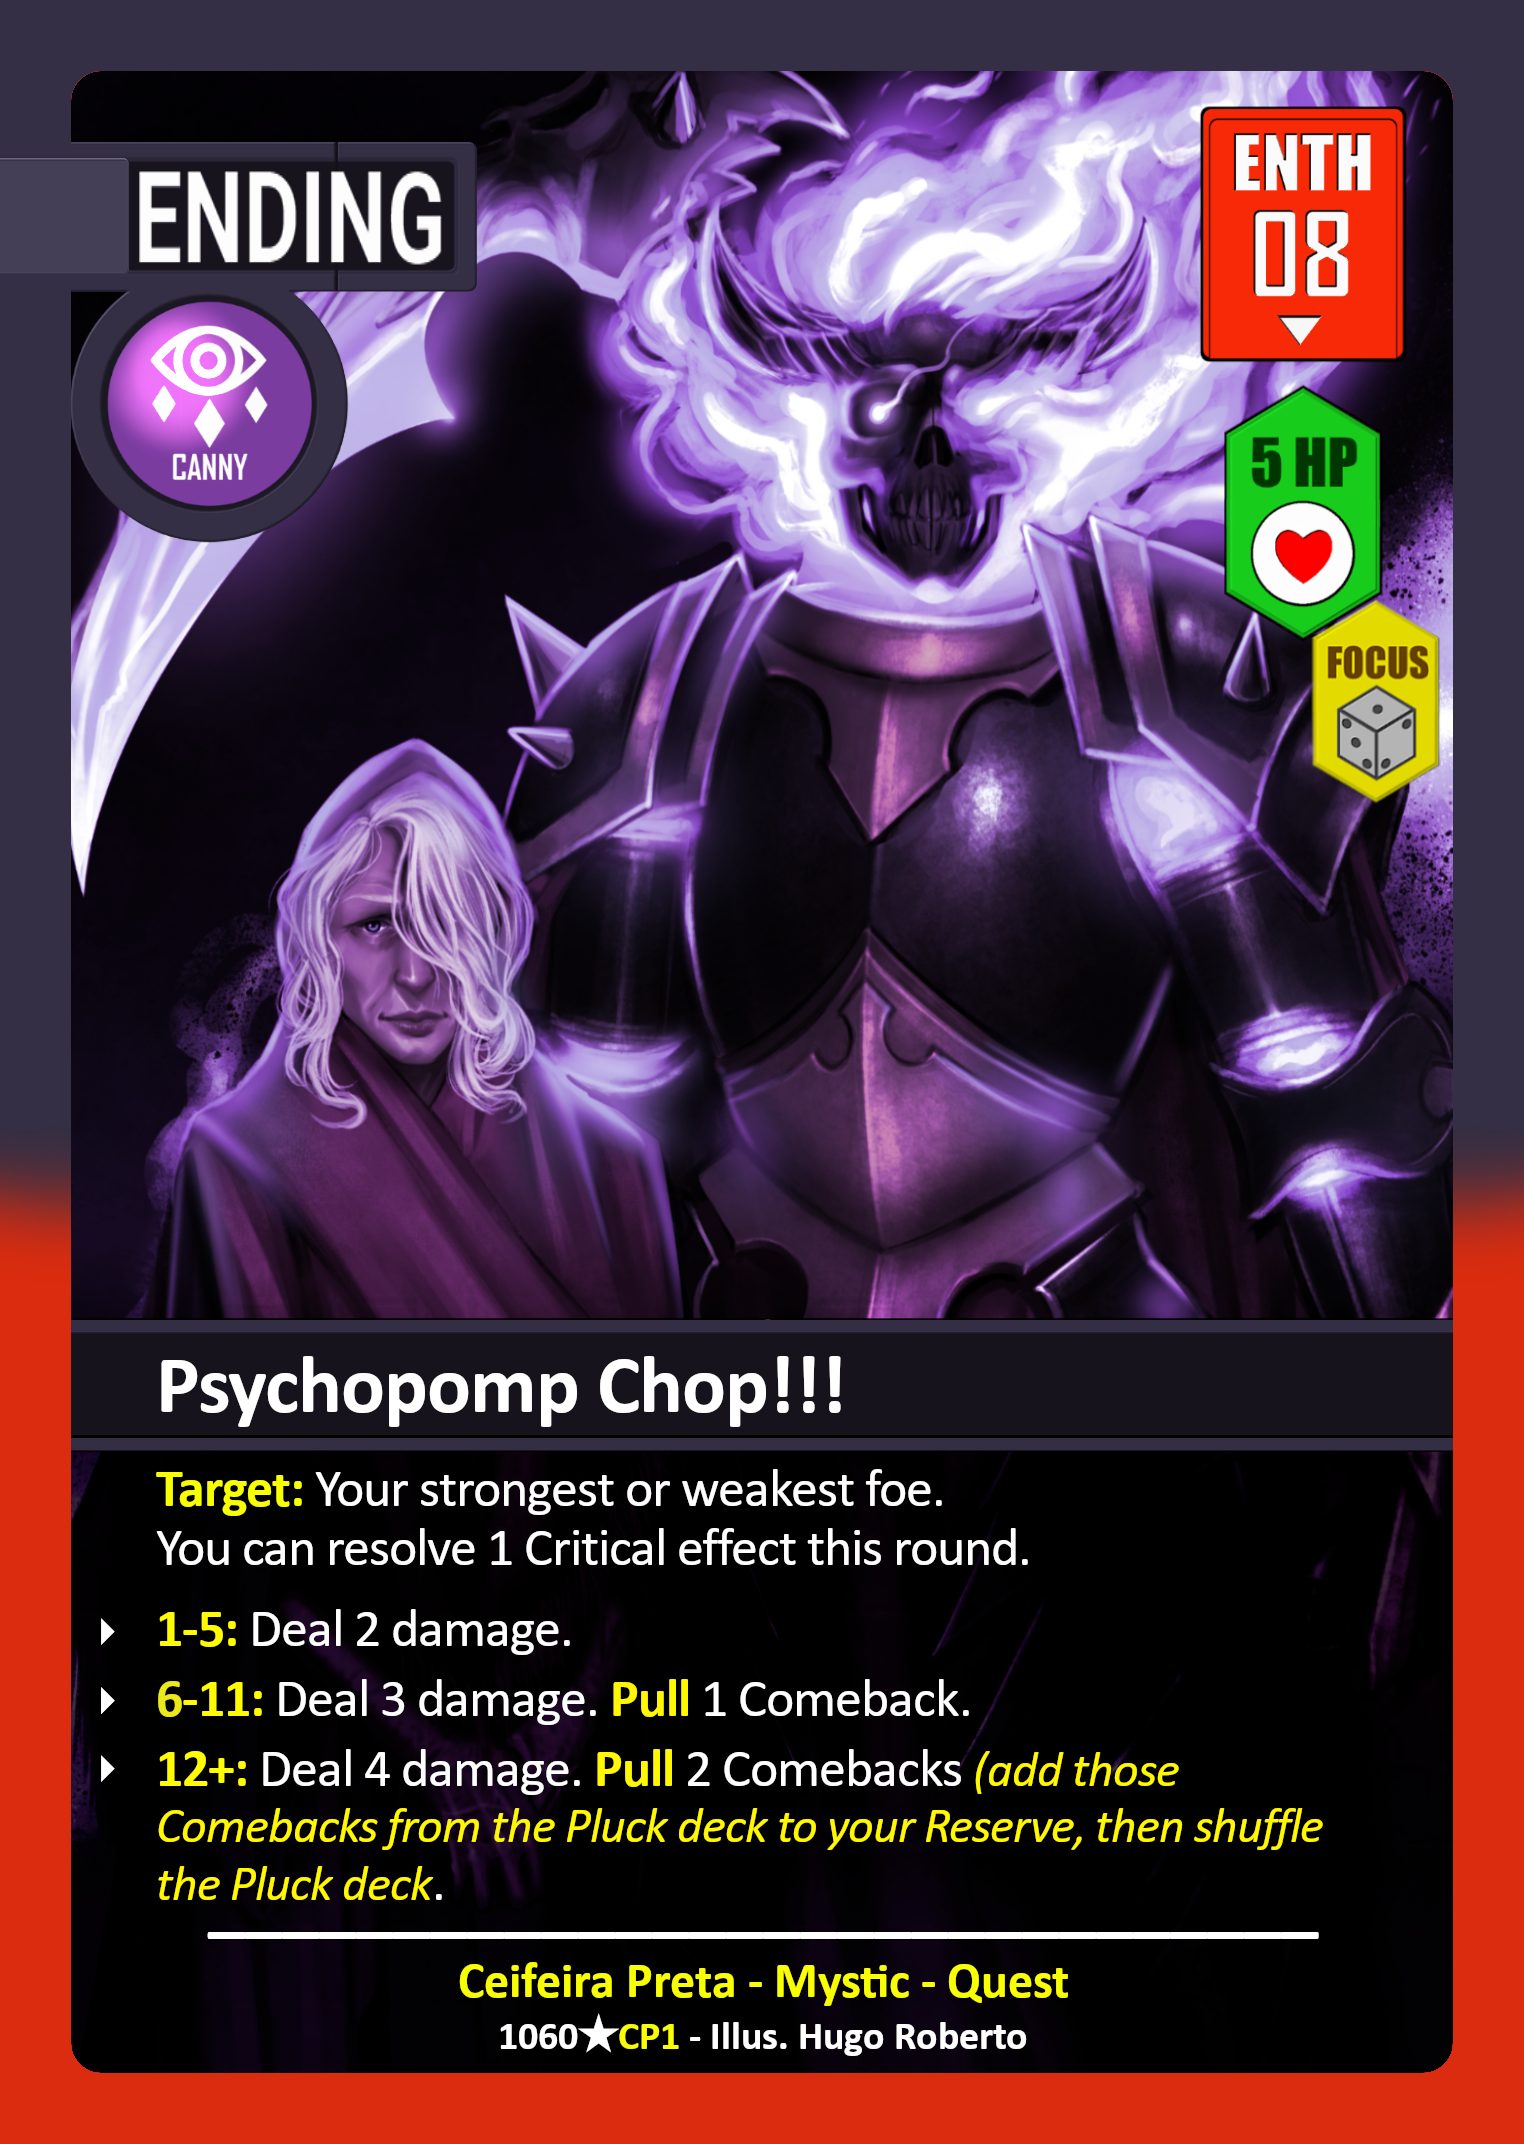 ENDING
CANNY
ENTH
08
5 HP
FOCUS
Psychopomp Chop!!!
Target: Your strongest or weakest foe.
You can resolve 1 Critical effect this round.
1-5: Deal 2 damage.
6-11: Deal 3 damage. Pull 1 Comeback.
12+: Deal 4 damage. Pull 2 Comebacks (add those
Comebacks from the Pluck deck to your Reserve, then shuffle
the Pluck deck.
Ceifeira Preta - Mystic - Quest
1060★CP1 - Illus. Hugo Roberto